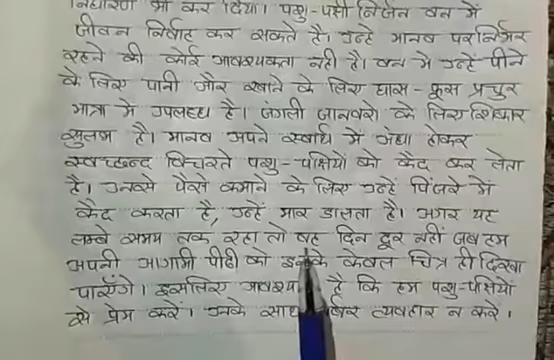 निर्धारण भी कर दिया। पशु-पक्षी निर्जन वन में
जीवन निर्वाह कर सकते है। उन्हें मानव पर निर्भर
रहने की कोई आवश्यकता नहीं है। वन में उन्हें पीने
के लिए पानी और खाने के लिए घास-फूस प्रचुर
मात्रा में उपलब्ध है। जंगली जानवरो के लिए शिकार
सुलभ है। मानव अपने स्वार्थ में अंधा होकर
स्वच्छन्द विचरते पशु-पक्षियों को कैद कर लेता
है। उनसे पैसे कमाने के लिए उन्हें पिंजरे में
कैद करता है, उन्हें मार डालता है। अगर यह
लम्बे समय तक रहा तो वह दिन दूर नहीं जब हम
अपनी आगामी पीढ़ी को इनके केवल चित्र ही दिखा
पाएँगे। इसलिए है कि हम पशु-पक्षियों
से प्रेम करें। उनके साथ व्यवहार न करें।